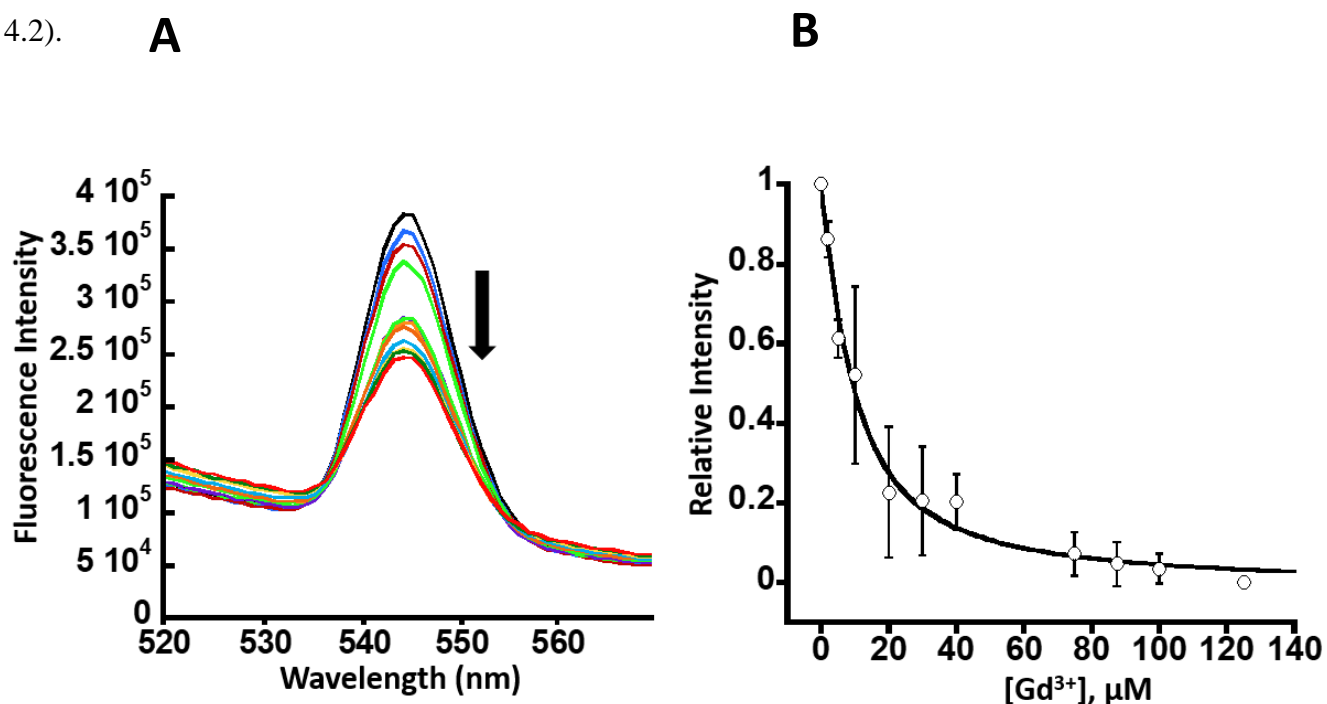 4.2).
A
B
Fluorescence Intensity
4 10⁵
3.5 10⁵
3 10⁵
2.5 10⁵
2 10⁵
1.5 10⁵
1 10⁵
5 10⁴
0
520 530 540 550 560
Wavelength (nm)
Relative Intensity
1
0.8
0.6
0.4
0.2
0
0 20 40 60 80 100 120 140
[Gd³⁺], μM